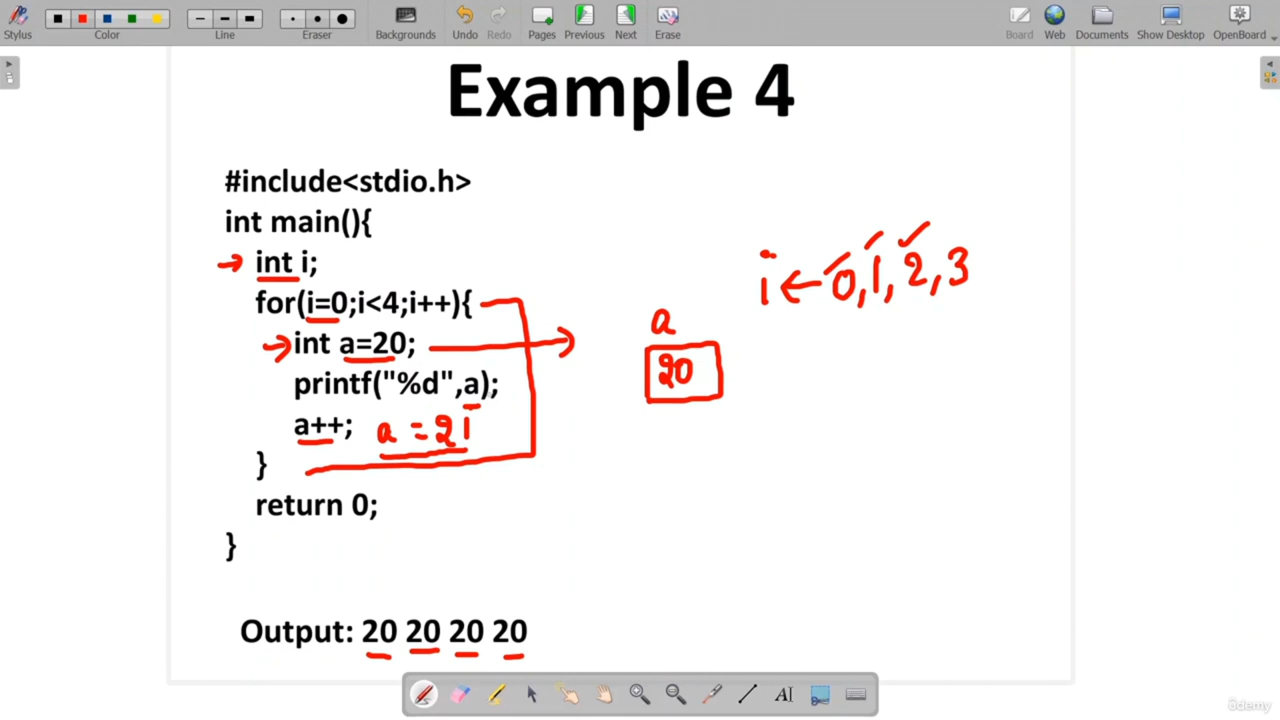 Stylus Color Line Eraser Backgrounds Undo Redo Pages Previous Next Erase Board Web Documents Show Desktop OpenBoard
Example 4
#include<stdio.h>
int main(){
int i;
for(i=0;i<4;i++){
int a=20;
printf("%d",a);
a++; a = 21
}
return 0;
}
i ← 0, 1, 2, 3
a
20
Output: 20 20 20 20
AI
ûdemy